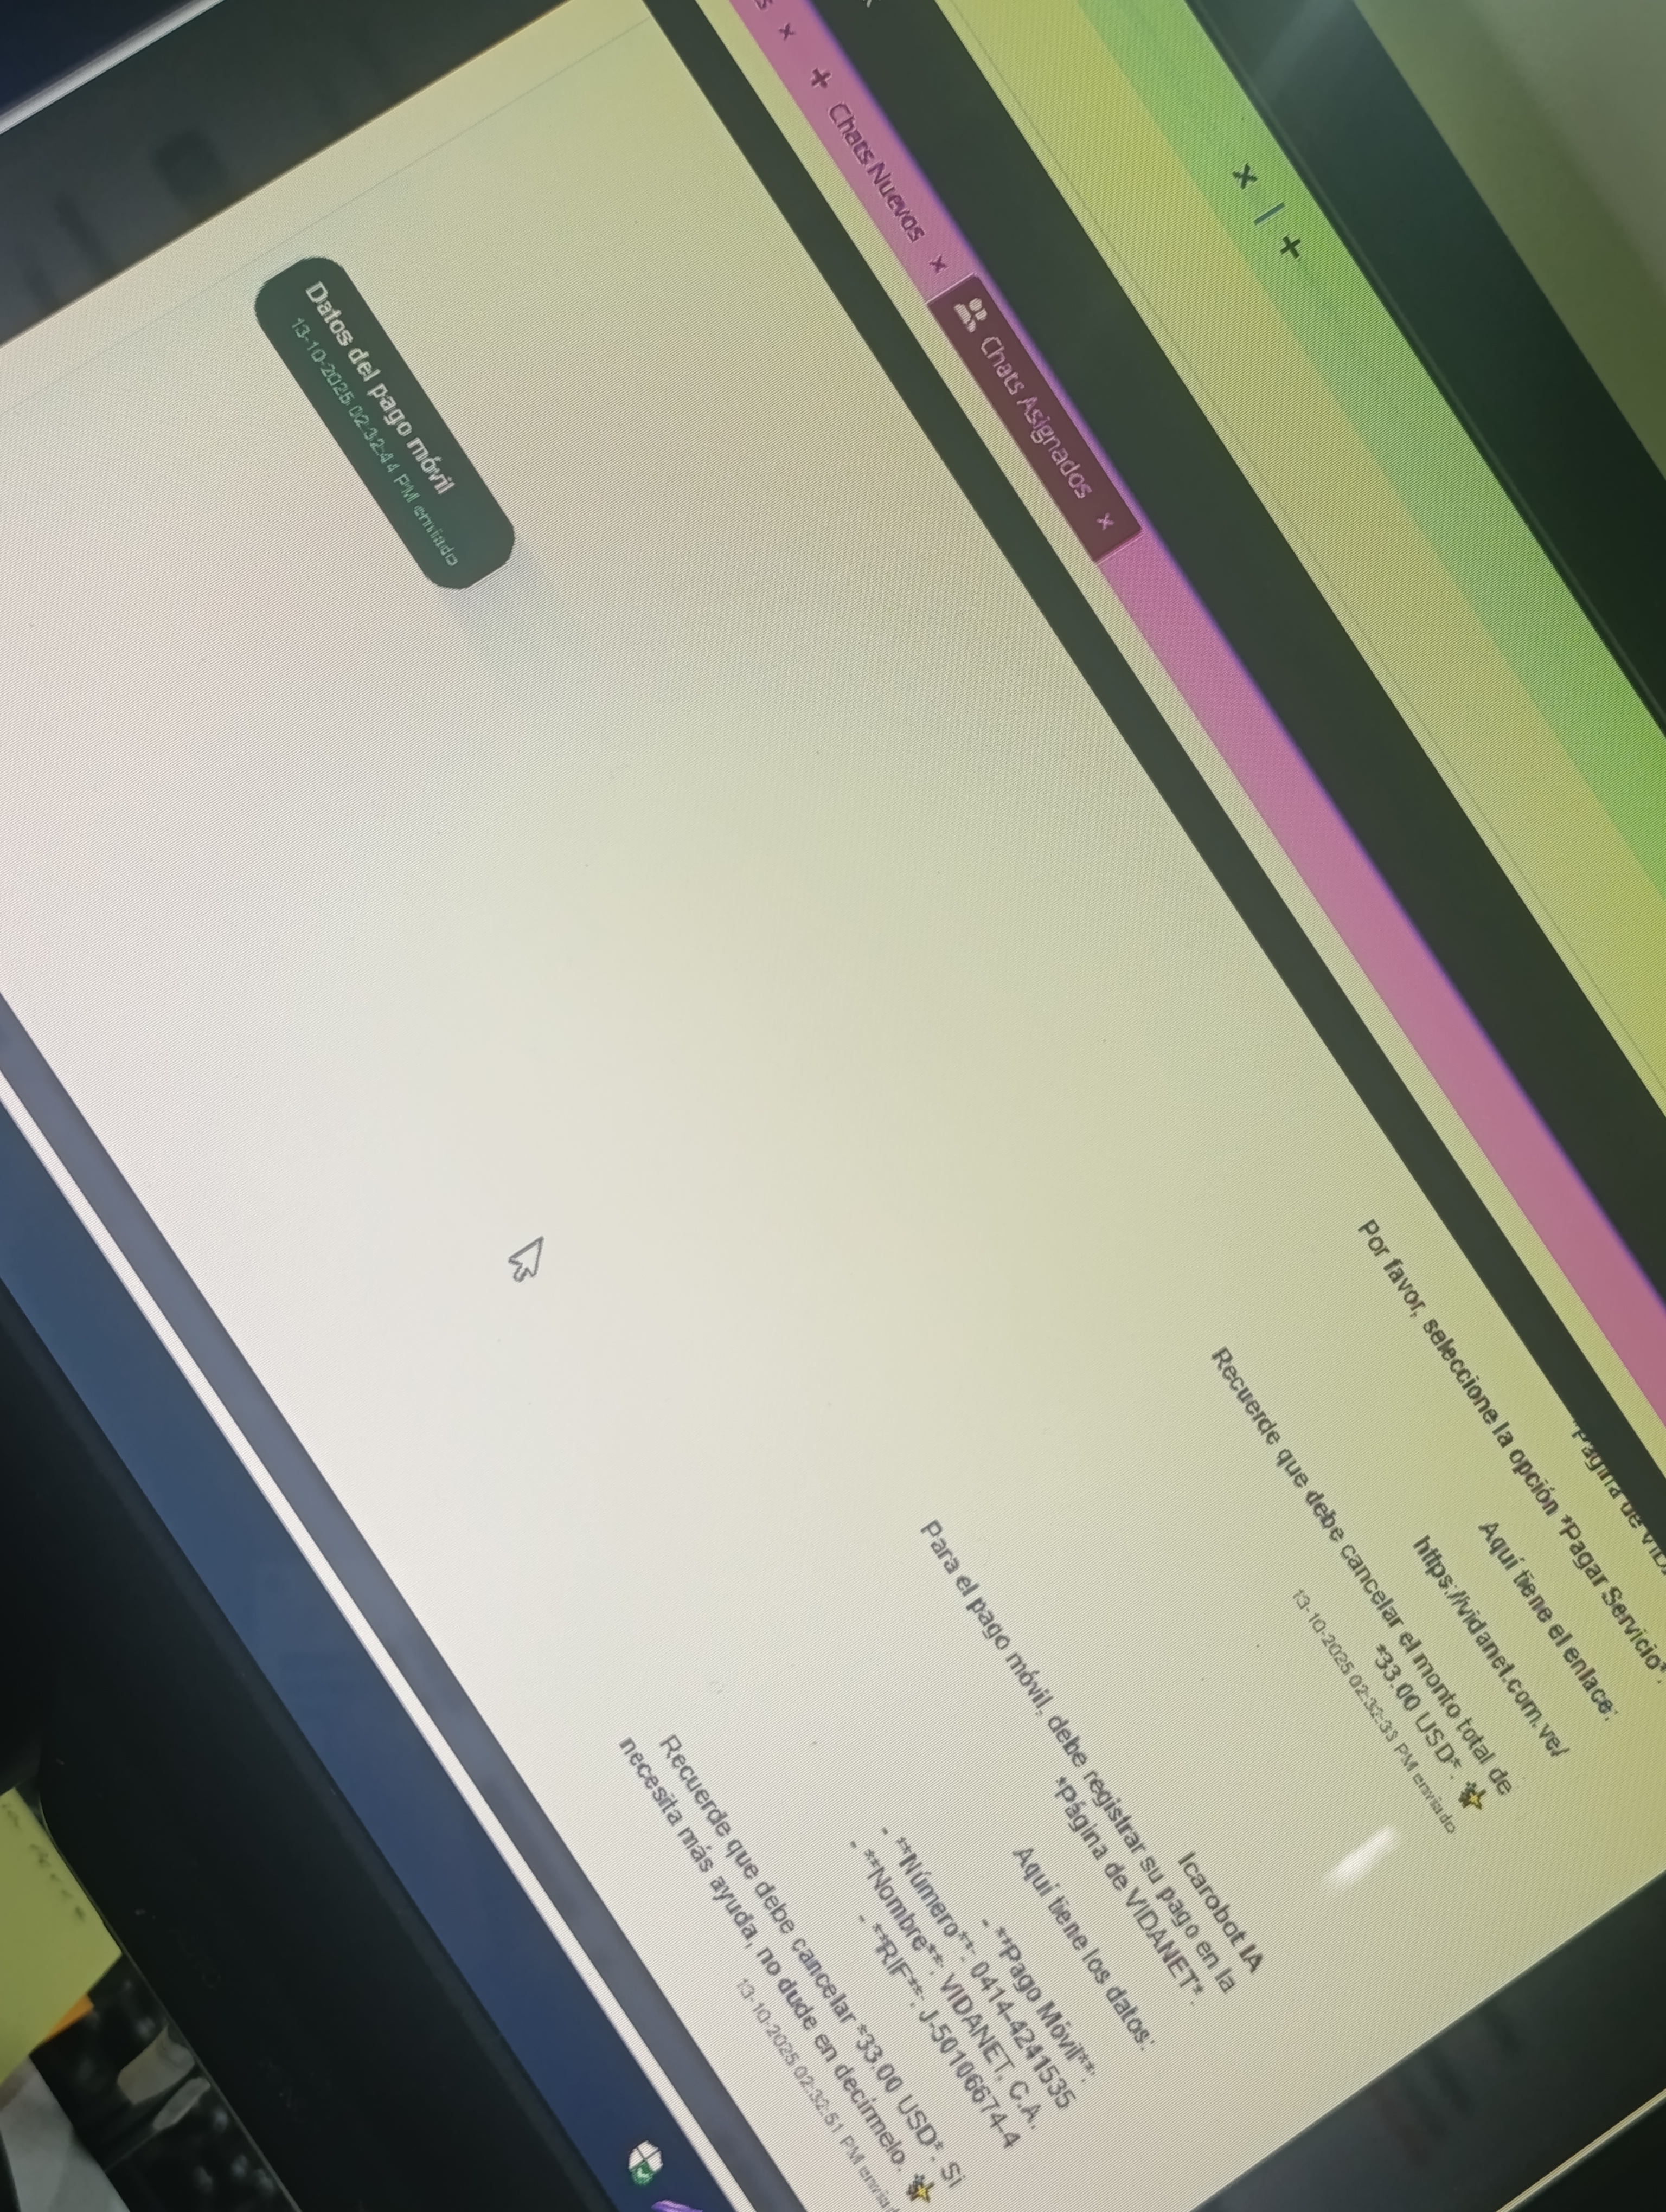 Chats Nuevos
Chats Asignados
Por favor, seleccione la opción *Pagar Servicio*.
Aquí tiene el enlace:
https://vidanet.com.ve/
Recuerde que debe cancelar el monto total de
*33.00 USD*. ✨
13-10-2025 02:32:33 PM enviado
Datos del pago móvil
13-10-2025 02:32:44 PM enviado
Icarobot IA
Para el pago móvil, debe registrar su pago en la
*Página de VIDANET*.
Aquí tiene los datos:
- **Pago Móvil**:
- **Número**: 0414-4241535
- **Nombre**: VIDANET, C.A.
- **RIF**: J-50106674-4
Recuerde que debe cancelar *33.00 USD*. Si
necesita más ayuda, no dude en decírmelo. ✨
13-10-2025 02:32:51 PM enviado